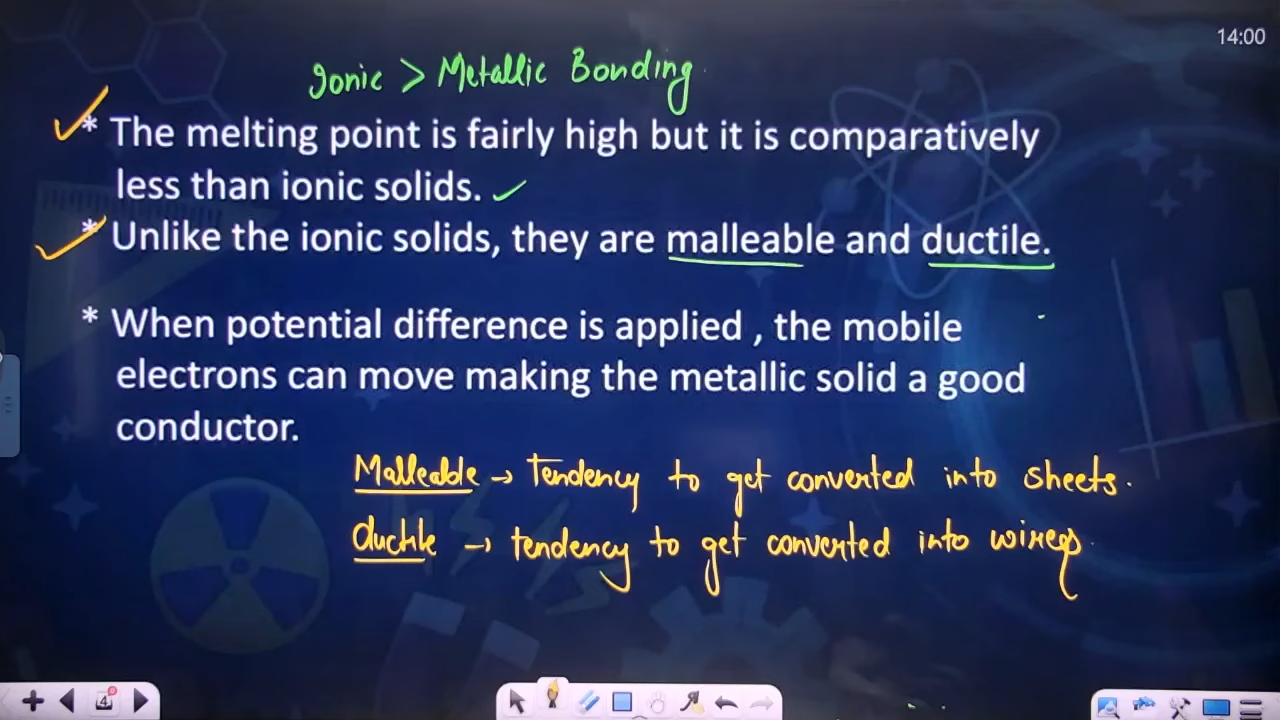 14:00
Ionic > Metallic Bonding
* The melting point is fairly high but it is comparatively
less than ionic solids.
* Unlike the ionic solids, they are malleable and ductile.
* When potential difference is applied , the mobile
electrons can move making the metallic solid a good
conductor.
Malleable → Tendency to get converted into sheets.
Ductile → tendency to get converted into wires.
4